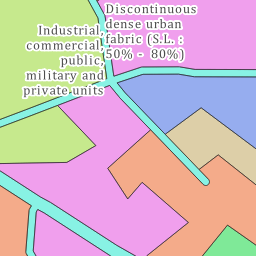 Industrial,
commercial,
public,
military and
private units
Discontinuous
dense urban
fabric (S.L. :
50% - 80%)